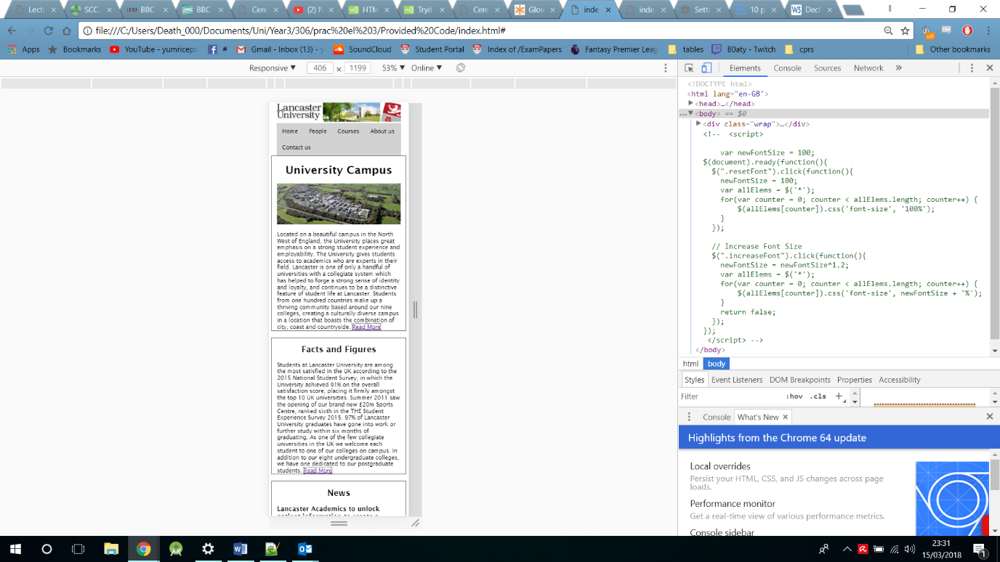 Lect
SCC.
BBC
BBC
Cere
(2) N
HTM
Tryit
Cere
Glov
inde
inde
Setti
10 p
Decl
file:///C:/Users/Death_000/Documents/Uni/Year3/306/prac%20el%203/Provided%20Code/index.html#
Apps
Bookmarks
YouTube - yumricepu
#
Gmail - Inbox (13) - y
SoundCloud
Student Portal
Index of /ExamPapers
Fantasy Premier Leag
tables
B0aty - Twitch
cprs
Other bookmarks
Responsive ▼ 406 × 1199 53% ▼ Online ▼
Lancaster
University
Home People Courses About us
Contact us
University Campus
Located on a beautiful campus in the North
West of England, the University places great
emphasis on a strong student experience and
employability. The University gives students
access to academics who are experts in their
field. Lancaster is one of only a handful of
universities with a collegiate system which
has helped to forge a strong sense of identity
and loyalty, and continues to be a distinctive
feature of student life at Lancaster. Students
from one hundred countries make up a
thriving community based around our nine
colleges, creating a culturally diverse campus
in a location that boasts the combination of
city, coast and countryside. Read More
Facts and Figures
Students at Lancaster University are among
the most satisfied in the UK according to the
2015 National Student Survey, in which the
University achieved 91% on the overall
satisfaction score, placing it firmly amongst
the top 10 UK universities. Summer 2011 saw
the opening of our brand new £20m Sports
Centre, ranked sixth in the THE Student
Experience Survey 2015. 97% of Lancaster
University graduates have gone into work or
further study within six months of
graduating. As one of the few collegiate
universities in the UK we welcome each
student to one of our colleges on campus. In
addition to our eight undergraduate colleges,
we have one dedicated to our postgraduate
students. Read More
News
Lancaster Academics to unlock
Elements Console Sources Network »
<!DOCTYPE html>
<html lang="en-GB">
<head>…</head>
<body> == $0
<div class="wrap">…</div>
<!-- <script>
var newFontSize = 100;
$(document).ready(function(){
$(".resetFont").click(function(){
newFontSize = 100;
var allElems = $('*');
for(var counter = 0; counter < allElems.length; counter++) {
$(allElems[counter]).css('font-size', '100%');
}
});
// Increase Font Size
$(".increaseFont").click(function(){
newFontSize = newFontSize*1.2;
var allElems = $('*');
for(var counter = 0; counter < allElems.length; counter++) {
$(allElems[counter]).css('font-size', newFontSize + '%');
}
return false;
});
});
</script> -->
</body>
html body
Styles Event Listeners DOM Breakpoints Properties Accessibility
Filter :hov .cls +
Console What's New
Highlights from the Chrome 64 update
Local overrides
Persist your HTML, CSS, and JS changes across page
loads.
Performance monitor
Get a real-time view of various performance metrics.
Console sidebar
23:31
15/03/2018